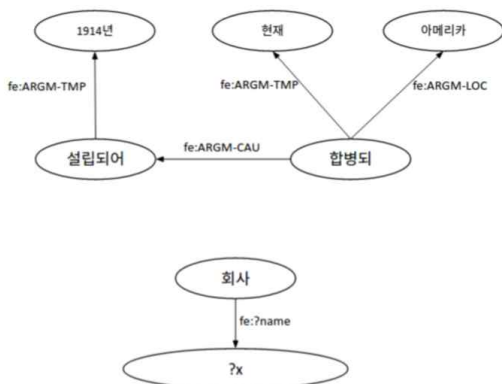 1914년
현재
아메리카
fe:ARGM-TMP
fe:ARGM-TMP
fe:ARGM-LOC
설립되어
fe:ARGM-CAU
합병되
회사
fe:?name
?x